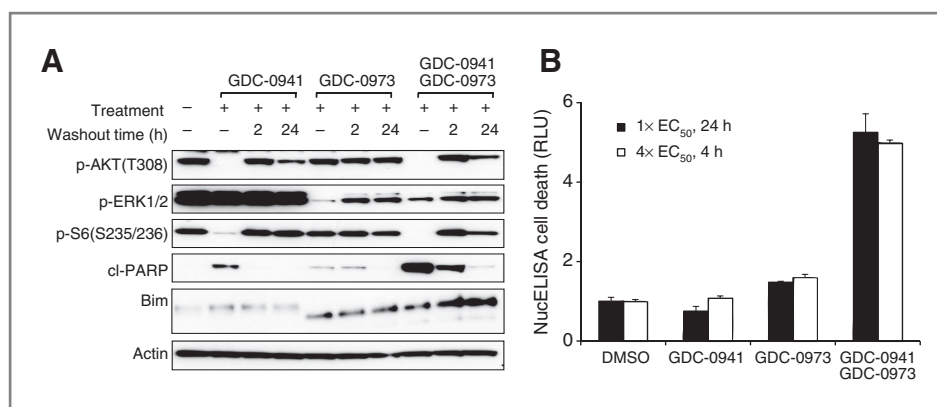 A
GDC-0941 GDC-0973 GDC-0941
GDC-0973
Treatment – + + + + + + + + +
Washout time (h) – – 2 24 – 2 24 – 2 24
p-AKT(T308)
p-ERK1/2
p-S6(S235/236)
cl-PARP
Bim
Actin
B
NucELISA cell death (RLU)
6
4
2
0
1× EC50, 24 h
4× EC50, 4 h
DMSO GDC-0941 GDC-0973 GDC-0941
GDC-0973